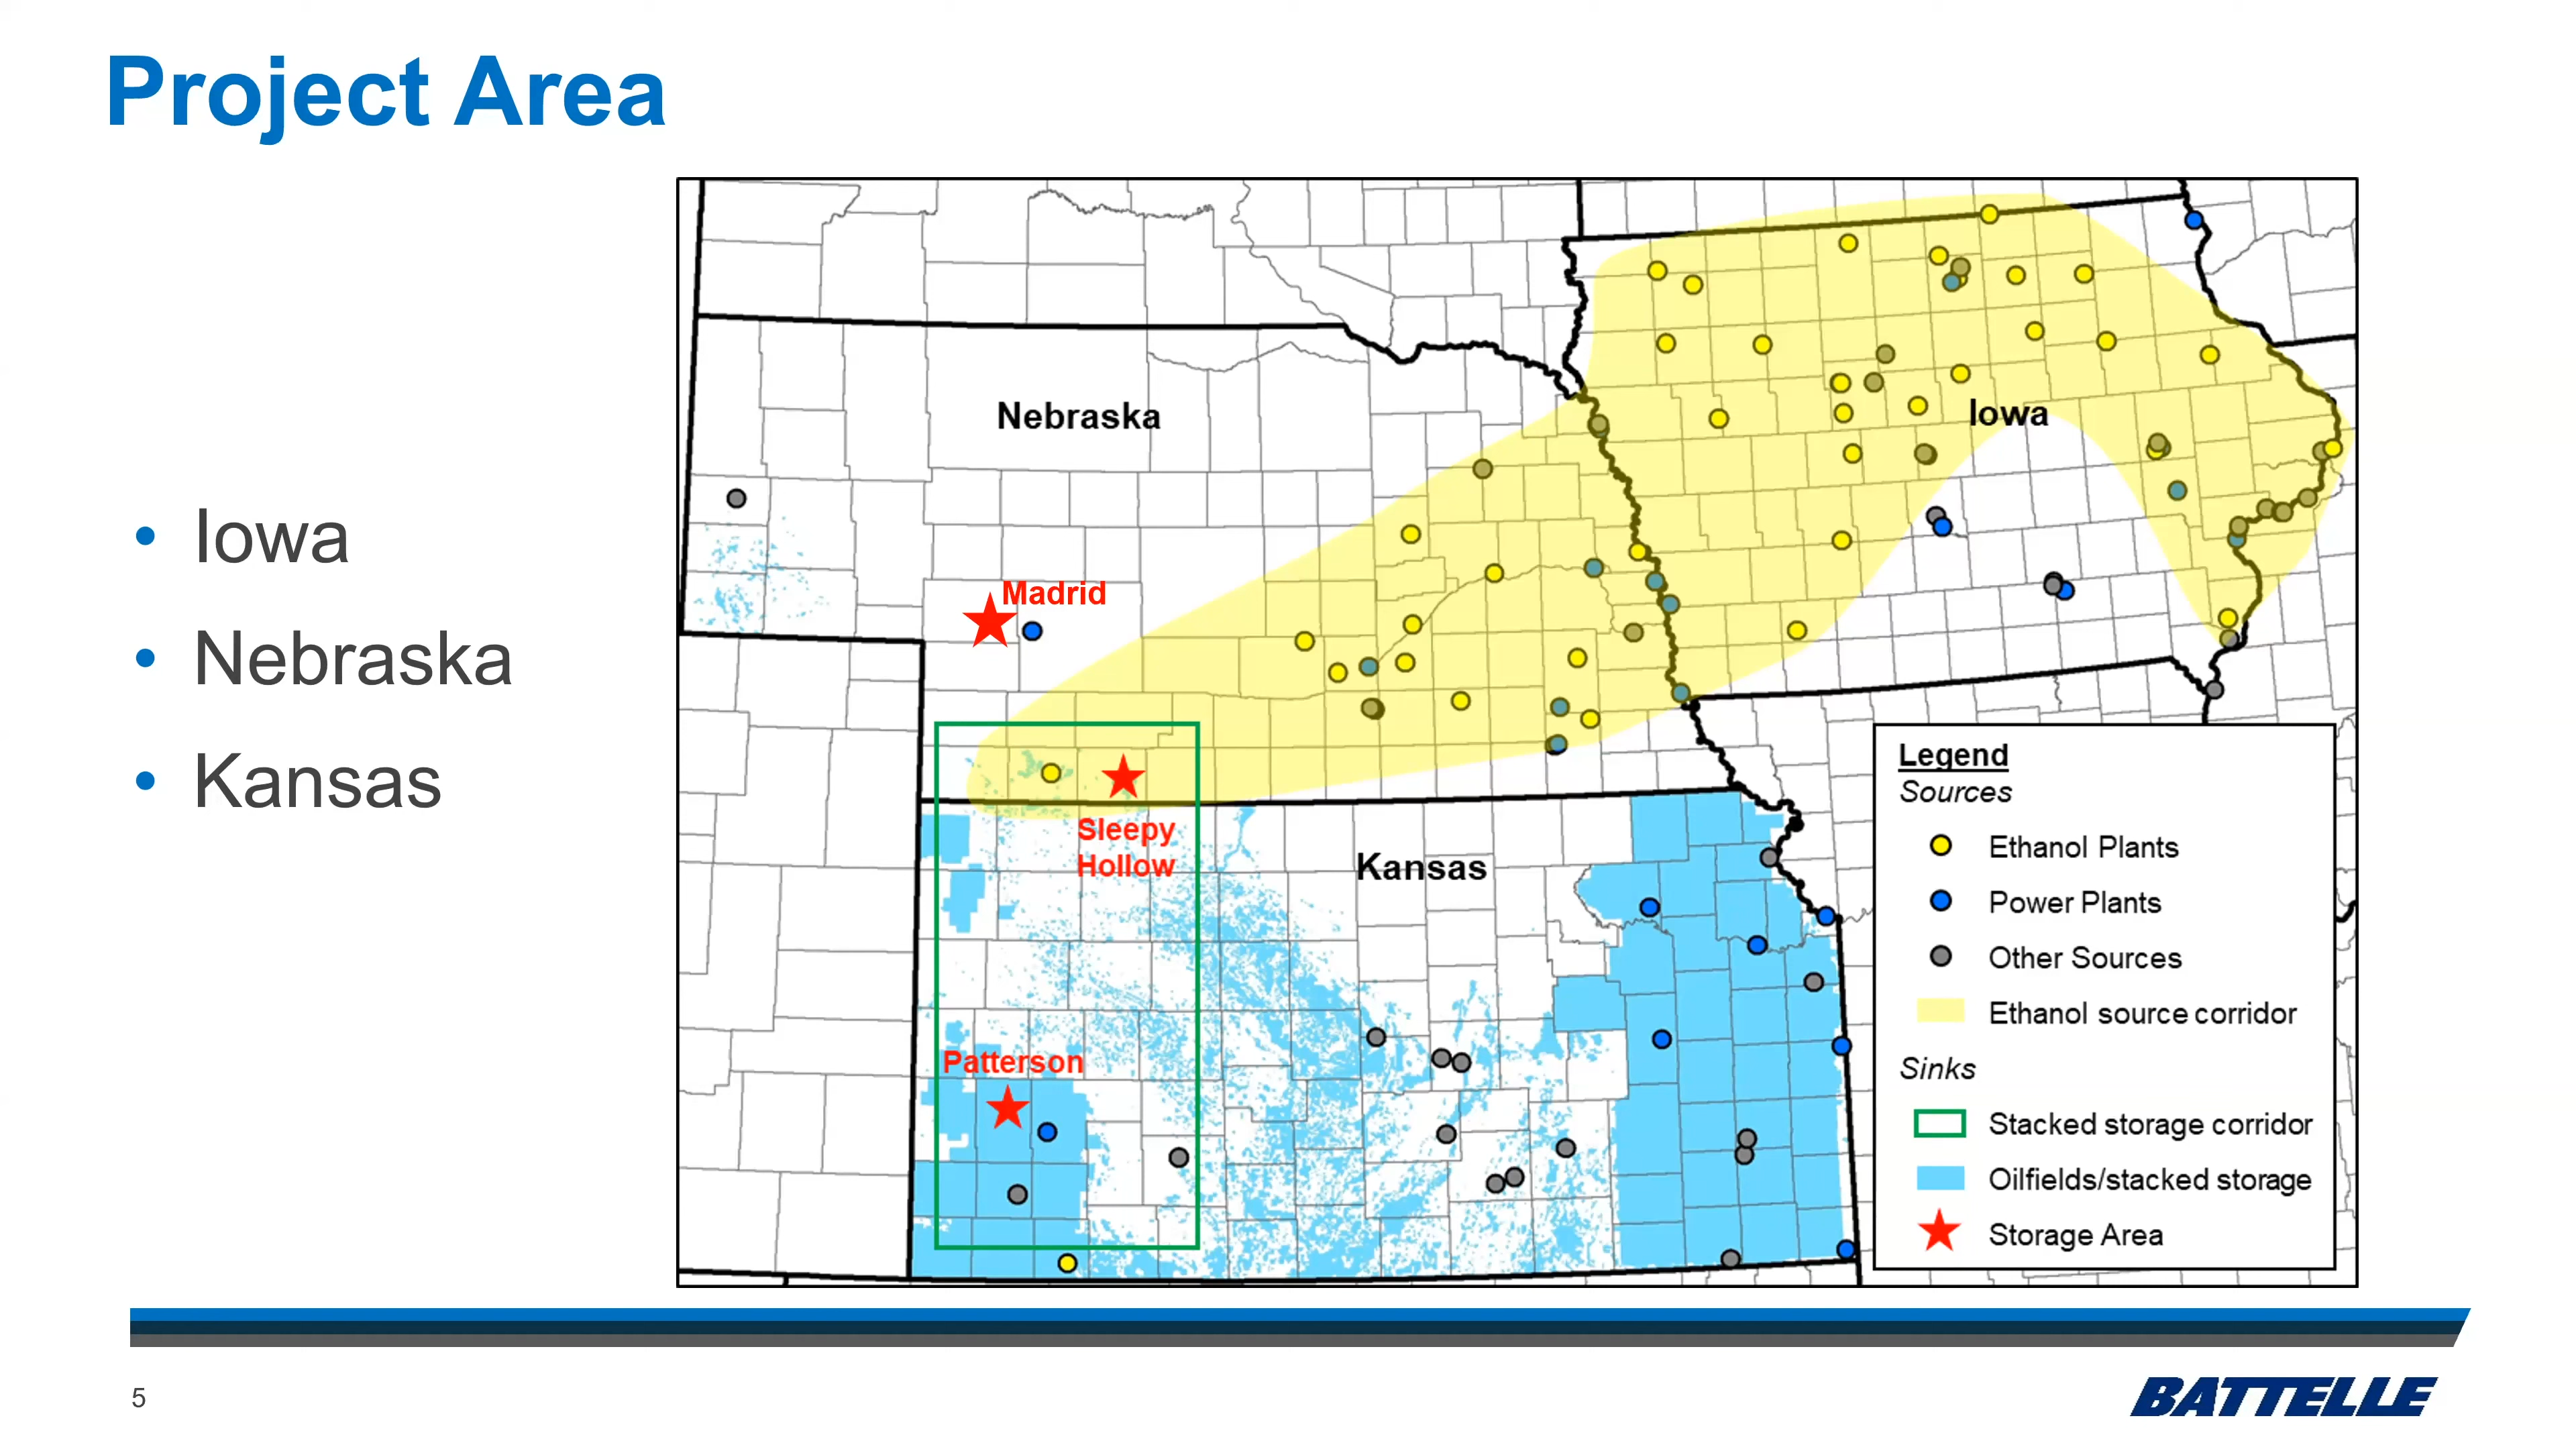 Project Area
• Iowa
• Nebraska
• Kansas
Nebraska
Iowa
Madrid
Sleepy
Hollow
Kansas
Patterson
Legend
Sources
Ethanol Plants
Power Plants
Other Sources
Ethanol source corridor
Sinks
Stacked storage corridor
Oilfields/stacked storage
Storage Area
5
BATTELLE